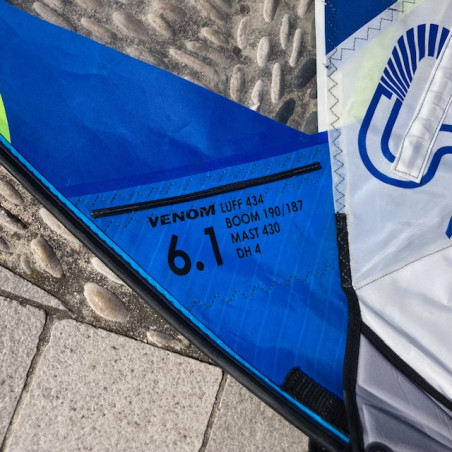 VENOM LUFF 434
6.1 BOOM 190/187
MAST 430
DH 4